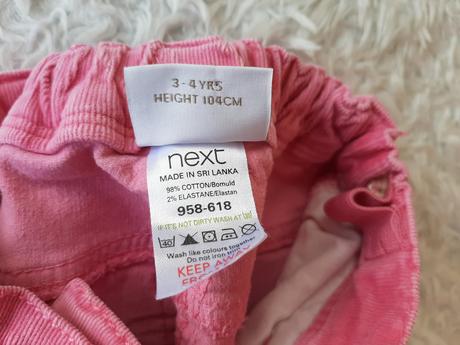 3-4 YRS
HEIGHT 104CM
next
MADE IN SRI LANKA
98% COTTON/Bomuld
2% ELASTANE/Elastan
958-618
IF IT'S NOT DIRTY WASH AT
40
Wash like colours together
Do not iron
KEEP AWAY